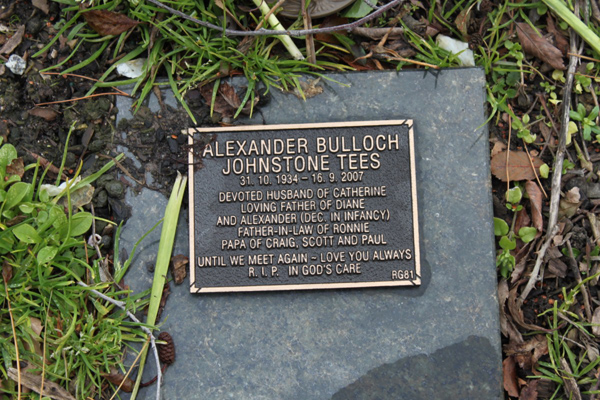 ALEXANDER BULLOCH
JOHNSTONE TEES
31. 10. 1934 – 16. 9. 2007
DEVOTED HUSBAND OF CATHERINE
LOVING FATHER OF DIANE
AND ALEXANDER (DEC. IN INFANCY)
FATHER-IN-LAW OF RONNIE
PAPA OF CRAIG, SCOTT AND PAUL
UNTIL WE MEET AGAIN – LOVE YOU ALWAYS
R. I. P. IN GOD'S CARE
RG81